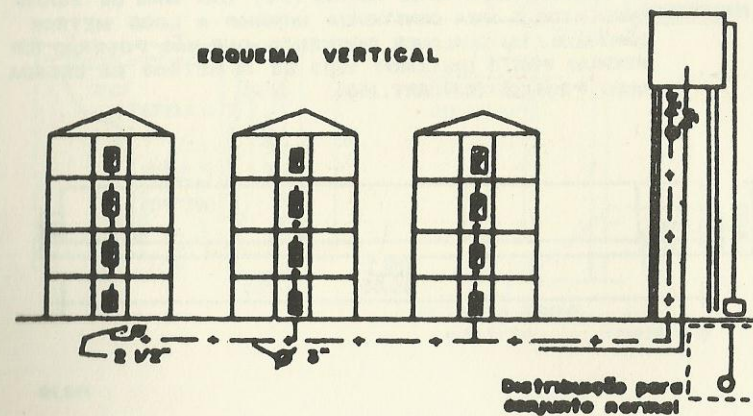 ESQUEMA VERTICAL
2 1/2"
3"
Distribuição para
conjunto normal